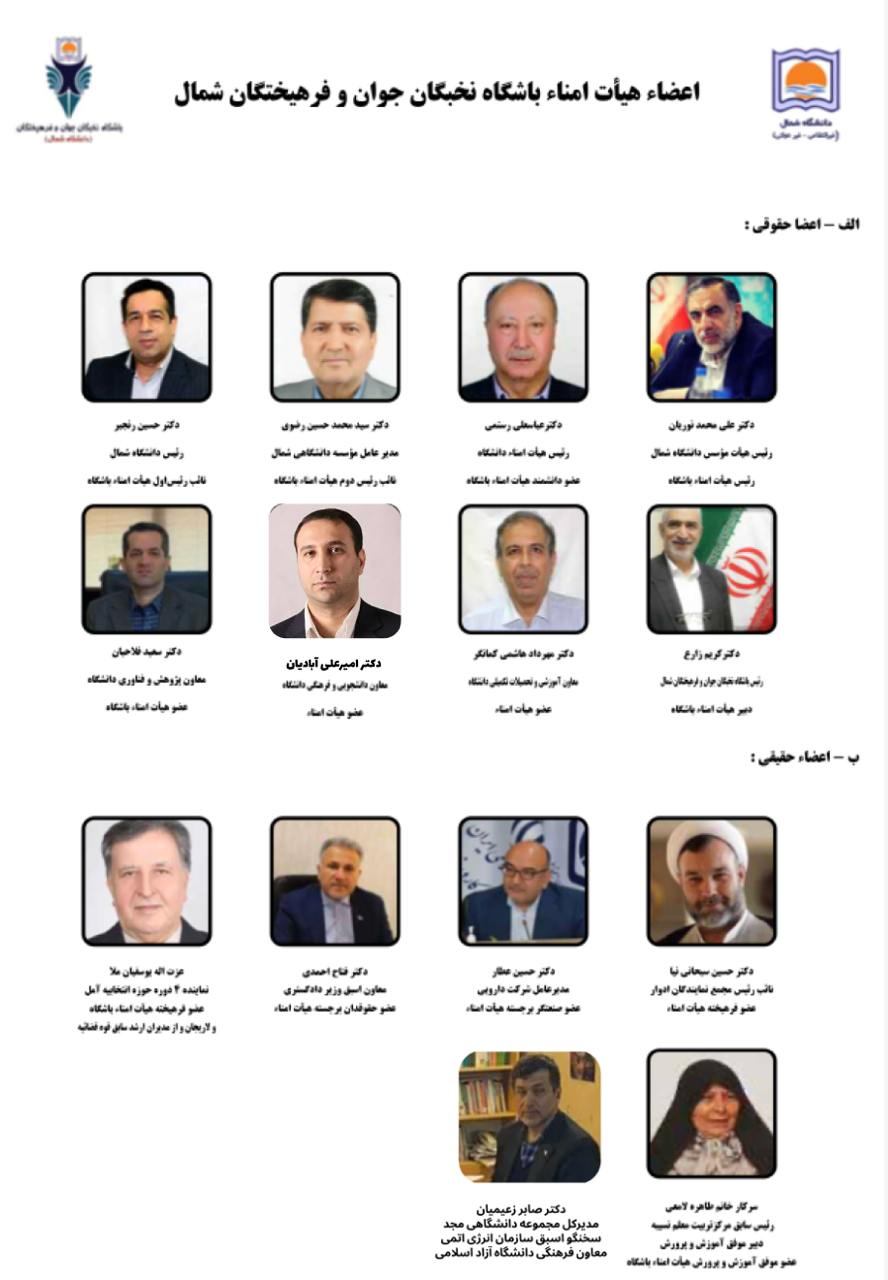 اعضاء هیأت امناء باشگاه نخبگان جوان و فرهیختگان شمال
دانشگاه شمال
(غیرانتفاعی - غیر دولتی)
باشگاه نخبگان جوان و فرهیختگان
(دانشگاه شمال)
الف – اعضا حقوقی :
دکتر علی محمد نوریان
رئیس هیأت مؤسس دانشگاه شمال
رئیس هیأت امناء باشگاه
دکترعباسعلی رستمی
رئیس هیأت امناء دانشگاه
عضو دانشمند هیأت امناء باشگاه
دکتر سید محمد حسین رضوی
مدیر عامل مؤسسه دانشگاهی شمال
نائب رئیس دوم هیأت امناء باشگاه
دکتر حسین رنجبر
رئیس دانشگاه شمال
نائب رئیس‌اول هیأت امناء باشگاه
دکترکریم زارع
رئیس باشگاه نخبگان جوان و فرهیختگان شمال
دبیر هیأت امناء باشگاه
دکتر مهرداد هاشمی کمانگر
معاون آموزشی و تحصیلات تکمیلی دانشگاه
عضو هیأت امناء
دکتر امیرعلی آبادیان
معاون دانشجویی و فرهنگی دانشگاه
عضو هیأت امناء
دکتر سعید فلاحیان
معاون پژوهش و فناوری دانشگاه
عضو هیأت امناء باشگاه
ب – اعضاء حقیقی :
دکتر حسین سبحانی نیا
نائب رئیس مجمع نمایندگان ادوار
عضو فرهیخته هیأت امناء
دکتر حسین عطار
مدیرعامل شرکت دارویی
عضو صنعتگر برجسته هیأت امناء
دکتر فتاح احمدی
معاون اسبق وزیر دادگستری
عضو حقوقدان برجسته هیأت امناء
عزت اله یوسفیان ملا
نماینده ۴ دوره حوزه انتخابیه آمل
عضو فرهیخته هیأت امناء باشگاه
و لاریجان و از مدیران ارشد سابق قوه قضائیه
سرکار خانم طاهره لامعی
رئیس سابق مرکزتربیت معلم نسیبه
دبیر موفق آموزش و پرورش
عضو موفق آموزش و پرورش هیأت امناء باشگاه
دکتر صابر زعیمیان
مدیرکل مجموعه دانشگاهی مجد
سخنگو اسبق سازمان انرژی اتمی
معاون فرهنگی دانشگاه آزاد اسلامی